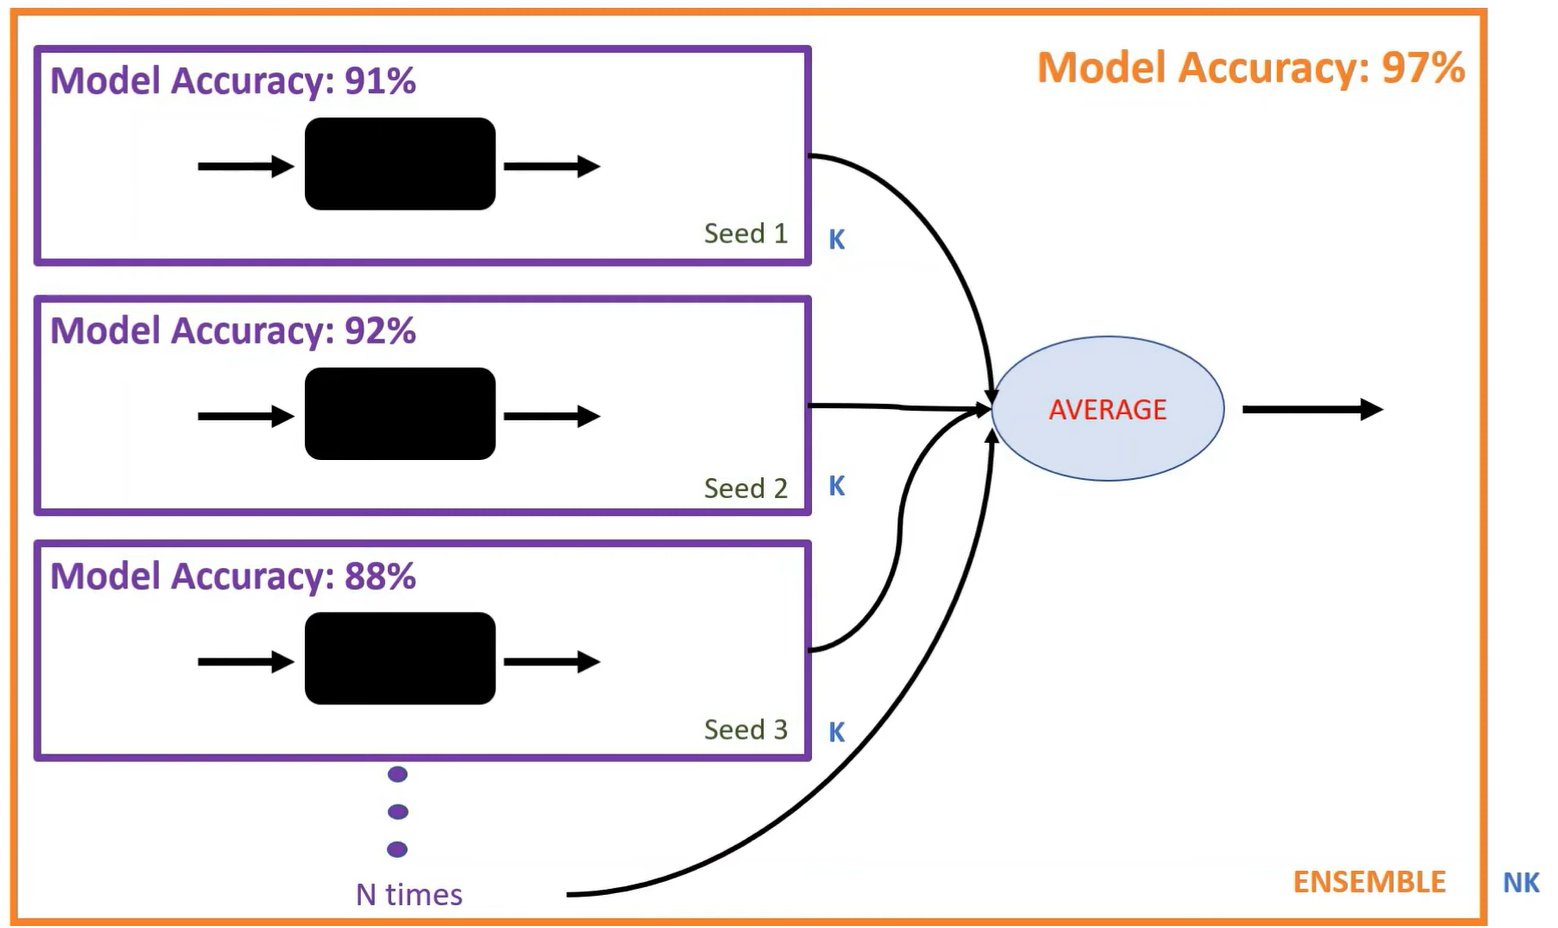 Model Accuracy: 97%
Model Accuracy: 91%
Seed 1
K
Model Accuracy: 92%
Seed 2
K
AVERAGE
Model Accuracy: 88%
Seed 3
K
N times
ENSEMBLE
NK